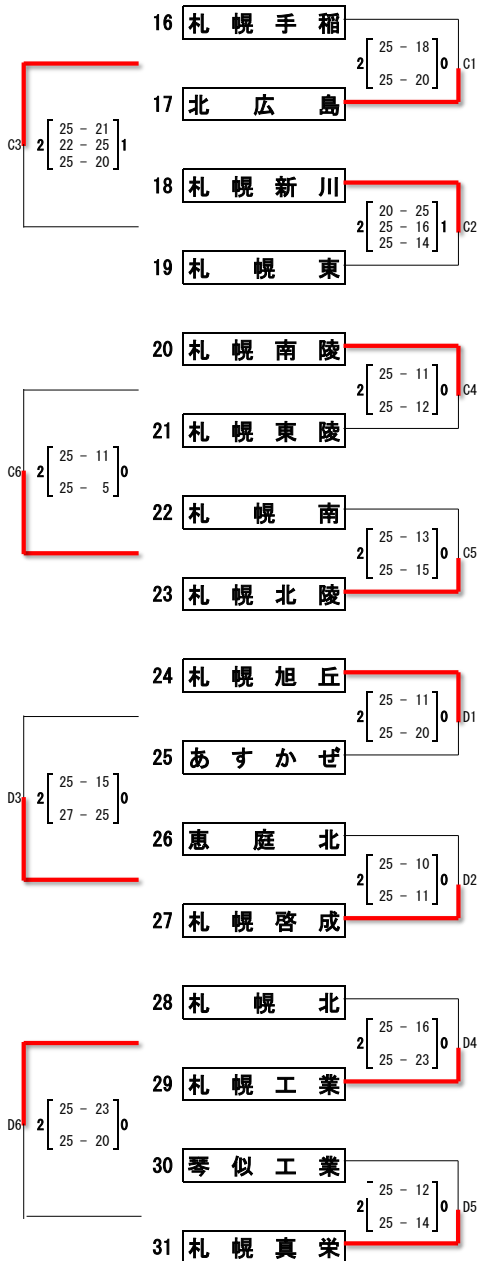 16 札幌手稲
2 25 - 18 0 C1
25 - 20
17 北広島
C3 2 25 - 21 1
22 - 25
25 - 20
18 札幌新川
2 20 - 25 1 C2
25 - 16
25 - 14
19 札幌東
20 札幌南陵
2 25 - 11 0 C4
25 - 12
21 札幌東陵
C6 2 25 - 11 0
25 - 5
22 札幌南
2 25 - 13 0 C5
25 - 15
23 札幌北陵
24 札幌旭丘
2 25 - 11 0 D1
25 - 20
25 あすかぜ
D3 2 25 - 15 0
27 - 25
26 恵庭北
2 25 - 10 0 D2
25 - 11
27 札幌啓成
28 札幌北
2 25 - 16 0 D4
25 - 23
29 札幌工業
D6 2 25 - 23 0
25 - 20
30 琴似工業
2 25 - 12 0 D5
25 - 14
31 札幌真栄